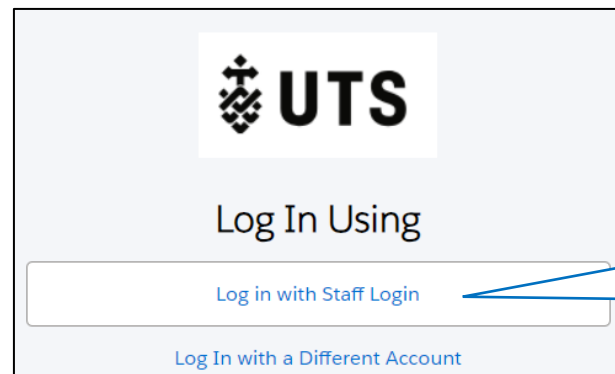 UTS
Log In Using
Log in with Staff Login
Log In with a Different Account